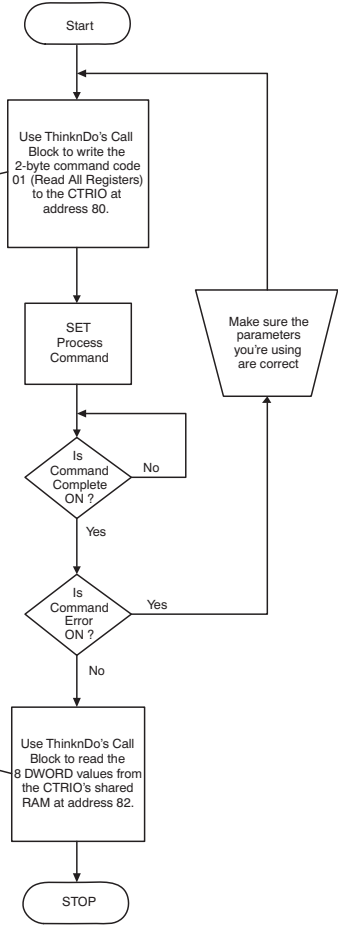 Start
Use ThinknDo's Call
Block to write the
2-byte command code
01 (Read All Registers)
to the CTRIO at
address 80.
SET
Process
Command
Make sure the
parameters
you're using
are correct
Is
Command
Complete
ON ?
No
Yes
Is
Command
Error
ON ?
Yes
No
Use ThinknDo's Call
Block to read the
8 DWORD values from
the CTRIO's shared
RAM at address 82.
STOP